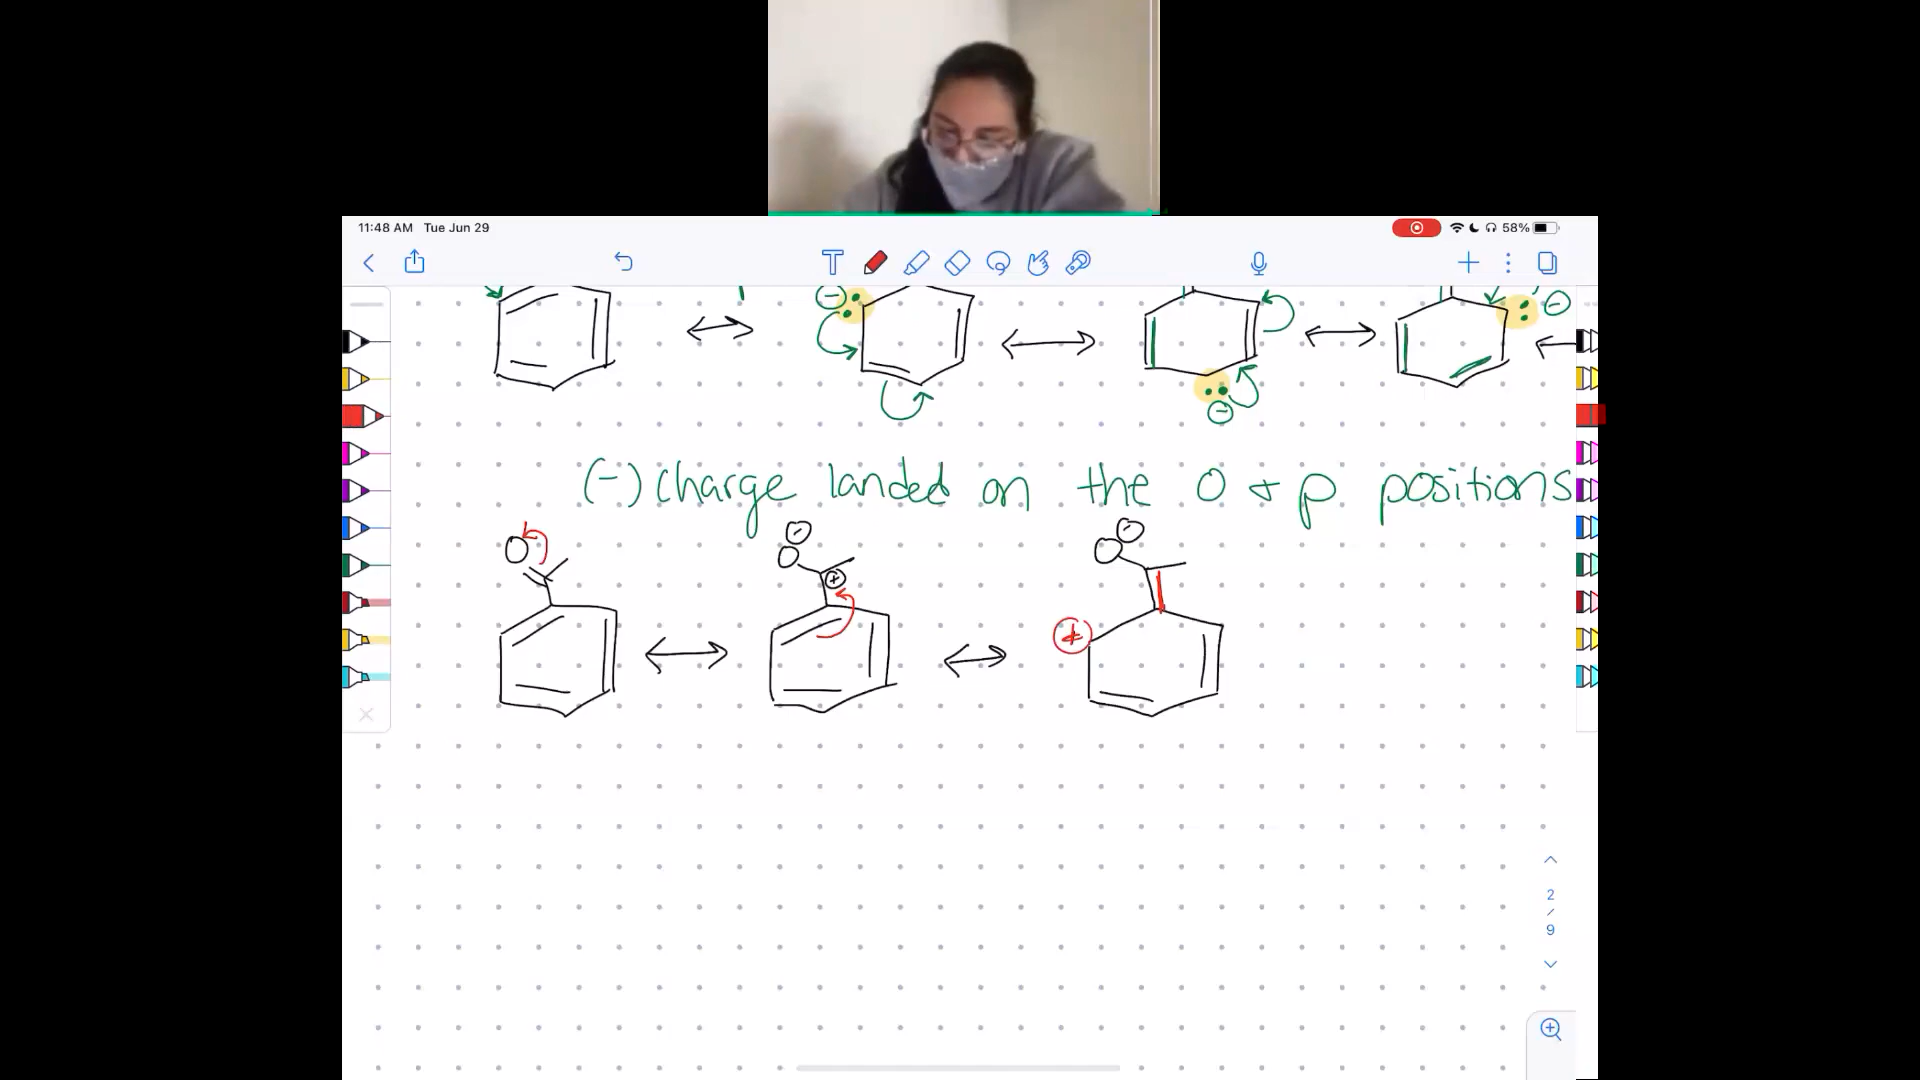 11:48 AM Tue Jun 29
58%
T
(-) charge landed on the o & p positions
O
O
O
2
/
9